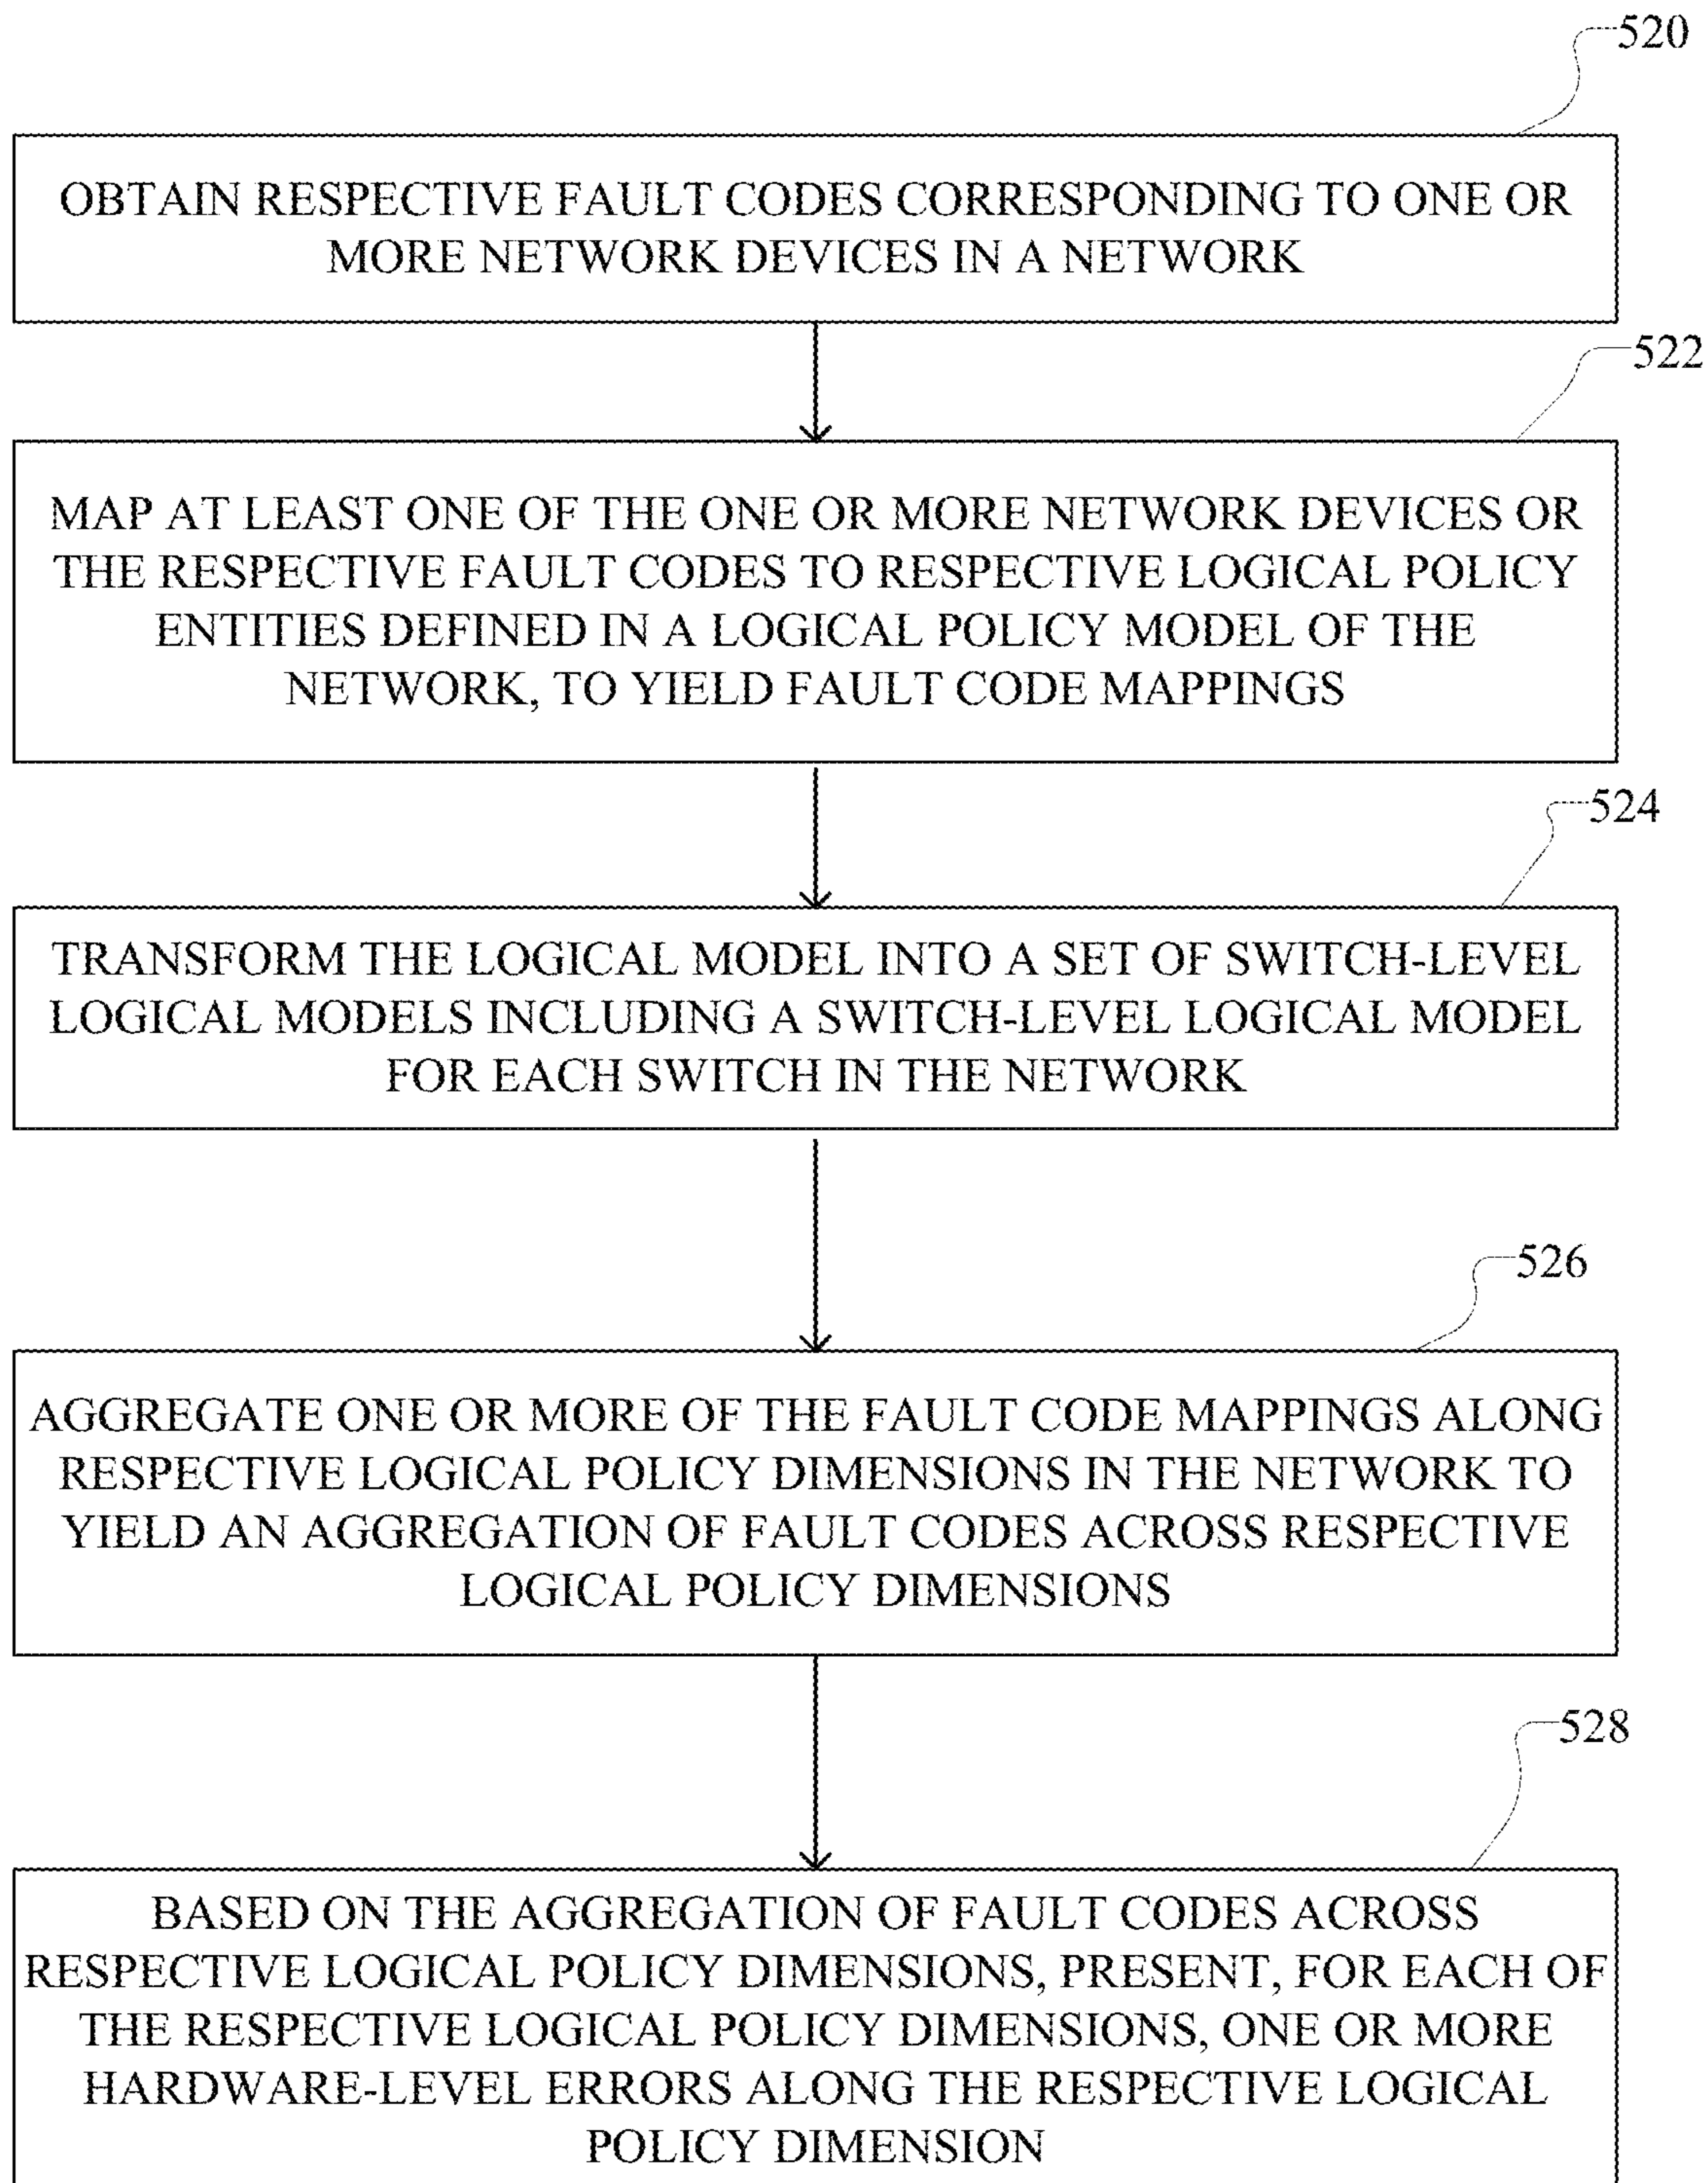 520
OBTAIN RESPECTIVE FAULT CODES CORRESPONDING TO ONE OR
MORE NETWORK DEVICES IN A NETWORK
522
MAP AT LEAST ONE OF THE ONE OR MORE NETWORK DEVICES OR
THE RESPECTIVE FAULT CODES TO RESPECTIVE LOGICAL POLICY
ENTITIES DEFINED IN A LOGICAL POLICY MODEL OF THE
NETWORK, TO YIELD FAULT CODE MAPPINGS
524
TRANSFORM THE LOGICAL MODEL INTO A SET OF SWITCH-LEVEL
LOGICAL MODELS INCLUDING A SWITCH-LEVEL LOGICAL MODEL
FOR EACH SWITCH IN THE NETWORK
526
AGGREGATE ONE OR MORE OF THE FAULT CODE MAPPINGS ALONG
RESPECTIVE LOGICAL POLICY DIMENSIONS IN THE NETWORK TO
YIELD AN AGGREGATION OF FAULT CODES ACROSS RESPECTIVE
LOGICAL POLICY DIMENSIONS
528
BASED ON THE AGGREGATION OF FAULT CODES ACROSS
RESPECTIVE LOGICAL POLICY DIMENSIONS, PRESENT, FOR EACH OF
THE RESPECTIVE LOGICAL POLICY DIMENSIONS, ONE OR MORE
HARDWARE-LEVEL ERRORS ALONG THE RESPECTIVE LOGICAL
POLICY DIMENSION